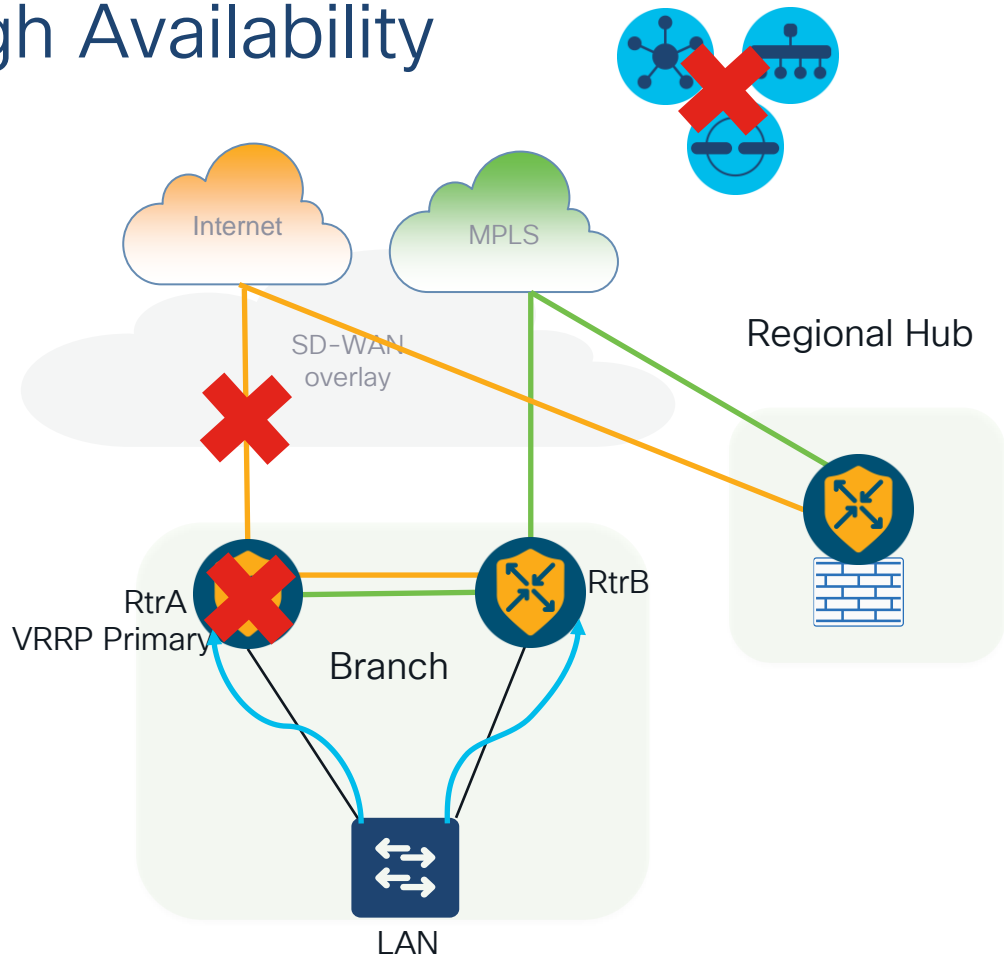 gh Availability
Internet
MPLS
SD-WAN
overlay
Regional Hub
RtrA
VRRP Primary
RtrB
Branch
LAN